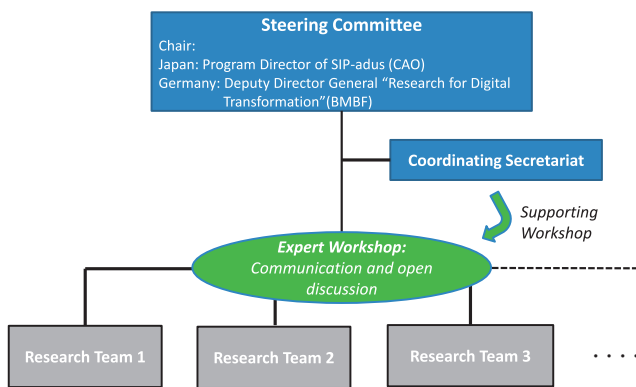 Steering Committee
Chair:
Japan: Program Director of SIP-adus (CAO)
Germany: Deputy Director General “Research for Digital
Transformation”(BMBF)
Coordinating Secretariat
Supporting
Workshop
Expert Workshop:
Communication and open
discussion
Research Team 1
Research Team 2
Research Team 3
. . . .